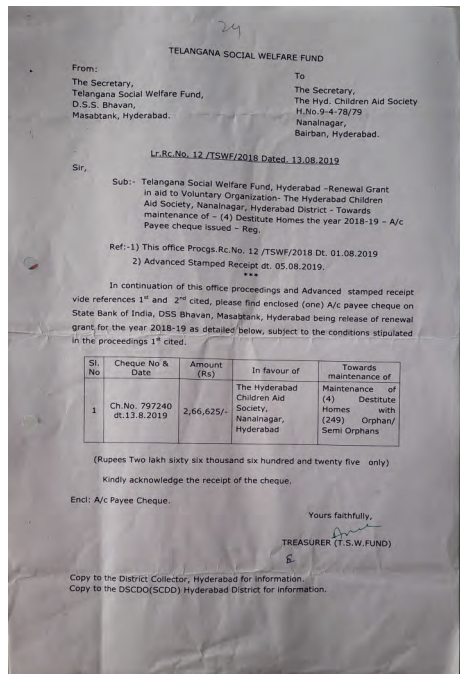 24
TELANGANA SOCIAL WELFARE FUND
From:
The Secretary,
Telangana Social Welfare Fund,
D.S.S. Bhavan,
Masabtank, Hyderabad.
To
The Secretary,
The Hyd. Children Aid Society
H.No.9-4-78/79
Nanalnagar,
Bairban, Hyderabad.
Lr.Rc.No. 12 /TSWF/2018 Dated. 13.08.2019
Sir,
Sub:- Telangana Social Welfare Fund, Hyderabad –Renewal Grant
in aid to Voluntary Organization- The Hyderabad Children
Aid Society, Nanalnagar, Hyderabad District - Towards
maintenance of – (4) Destitute Homes the year 2018-19 – A/c
Payee cheque issued – Reg.
Ref:-1) This office Procgs.Rc.No. 12 /TSWF/2018 Dt. 01.08.2019
2) Advanced Stamped Receipt dt. 05.08.2019.
***
In continuation of this office proceedings and Advanced stamped receipt
vide references 1st and 2nd cited, please find enclosed (one) A/c payee cheque on
State Bank of India, DSS Bhavan, Masabtank, Hyderabad being release of renewal
grant for the year 2018-19 as detailed below, subject to the conditions stipulated
in the proceedings 1st cited.
Sl. No | Cheque No & Date | Amount (Rs) | In favour of | Towards maintenance of
1 | Ch.No. 797240 dt.13.8.2019 | 2,66,625/- | The Hyderabad Children Aid Society, Nanalnagar, Hyderabad | Maintenance of (4) Destitute Homes with (249) Orphan/ Semi Orphans
(Rupees Two lakh sixty six thousand six hundred and twenty five only)
Kindly acknowledge the receipt of the cheque.
Encl: A/c Payee Cheque.
Yours faithfully,
TREASURER (T.S.W.FUND)
Copy to the District Collector, Hyderabad for information.
Copy to the DSCDO(SCDD) Hyderabad District for information.